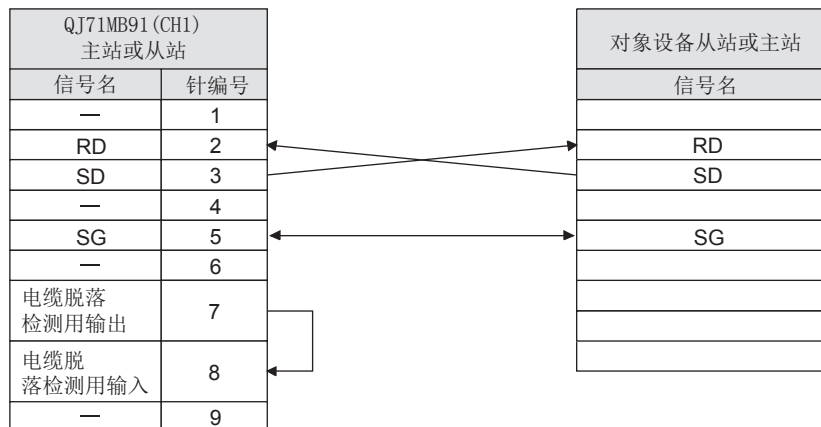 QJ71MB91(CH1)
主站或从站
对象设备从站或主站
信号名 针编号 信号名
— 1
RD 2 RD
SD 3 SD
— 4
SG 5 SG
— 6
电缆脱落
检测用输出
7
电缆脱
落检测用输入
8
— 9